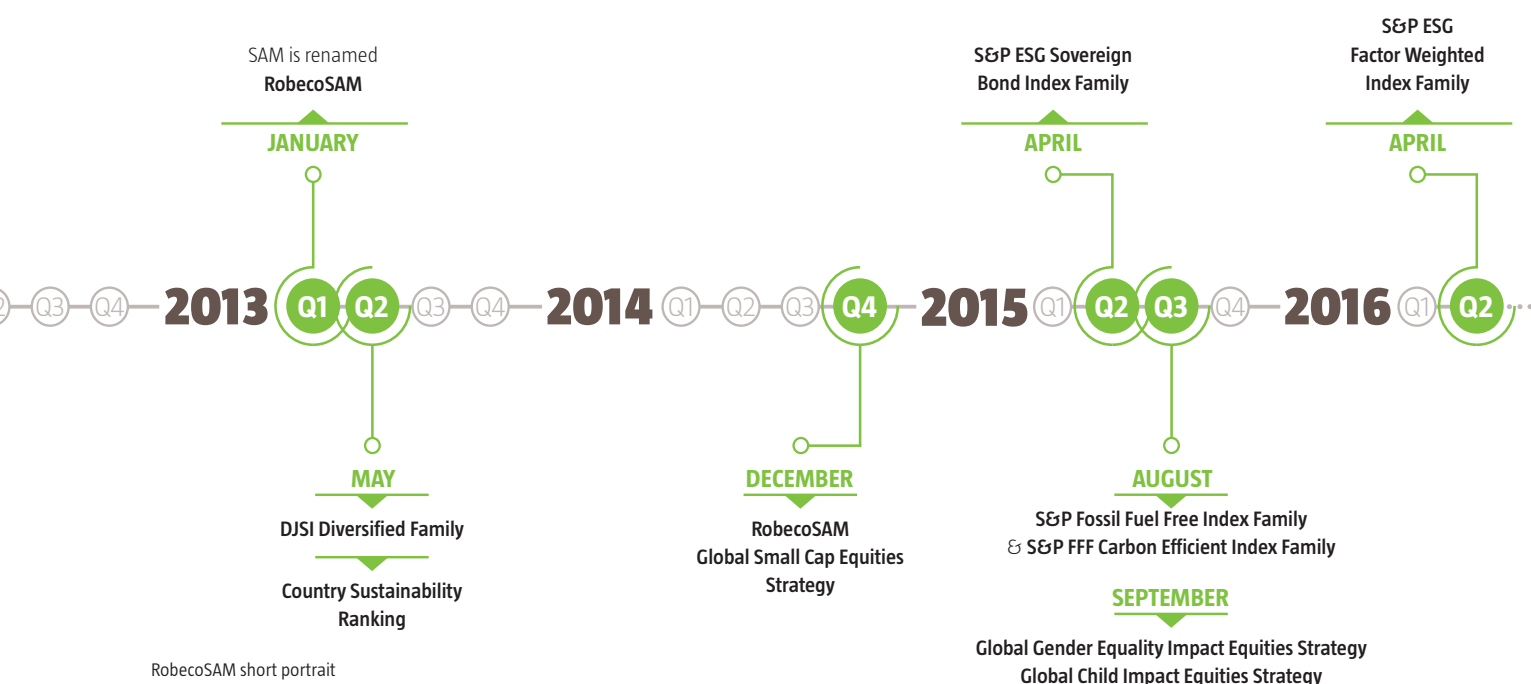 SAM is renamed
RobecoSAM
JANUARY
S&P ESG Sovereign
Bond Index Family
APRIL
S&P ESG
Factor Weighted
Index Family
APRIL
Q3 Q4 2013 Q1 Q2 Q3 Q4 2014 Q1 Q2 Q3 Q4 2015 Q1 Q2 Q3 Q4 2016 Q1 Q2
MAY
DJSI Diversified Family
Country Sustainability
Ranking
DECEMBER
RobecoSAM
Global Small Cap Equities
Strategy
AUGUST
S&P Fossil Fuel Free Index Family
& S&P FFF Carbon Efficient Index Family
SEPTEMBER
Global Gender Equality Impact Equities Strategy
Global Child Impact Equities Strategy
RobecoSAM short portrait